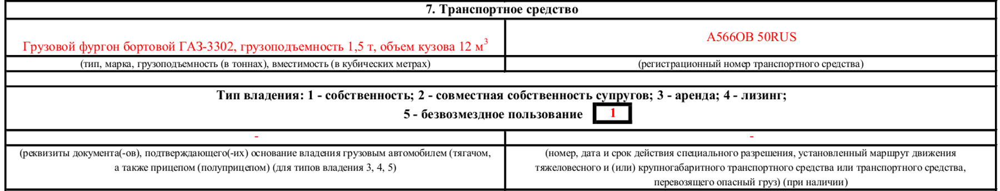 7. Транспортное средство
Грузовой фургон бортовой ГАЗ-3302, грузоподъемность 1,5 т, объем кузова 12 м³
А566ОВ 50RUS
(тип, марка, грузоподъемность (в тоннах), вместимость (в кубических метрах)
(регистрационный номер транспортного средства)
Тип владения: 1 - собственность; 2 - совместная собственность супругов; 3 - аренда; 4 - лизинг;
5 - безвозмездное пользование 1
-
-
(реквизиты документа(-ов), подтверждающего(-их) основание владения грузовым автомобилем (тягачом,
а также прицепом (полуприцепом) (для типов владения 3, 4, 5)
(номер, дата и срок действия специального разрешения, установленный маршрут движения
тяжеловесного и (или) крупногабаритного транспортного средства или транспортного средства,
перевозящего опасный груз) (при наличии)